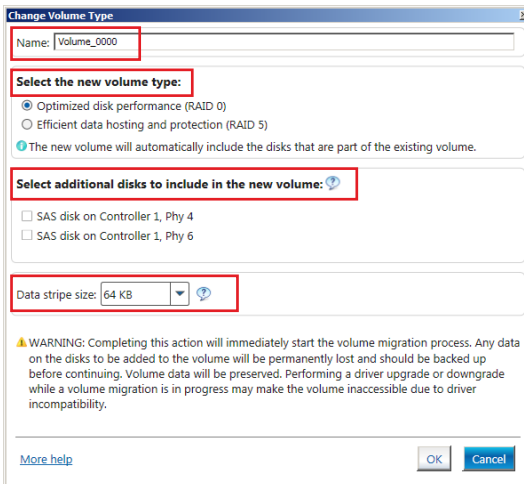 Change Volume Type
Name: Volume_0000
Select the new volume type:
Optimized disk performance (RAID 0)
Efficient data hosting and protection (RAID 5)
The new volume will automatically include the disks that are part of the existing volume.
Select additional disks to include in the new volume:
SAS disk on Controller 1, Phy 4
SAS disk on Controller 1, Phy 6
Data stripe size: 64 KB
WARNING: Completing this action will immediately start the volume migration process. Any data
on the disks to be added to the volume will be permanently lost and should be backed up
before continuing. Volume data will be preserved. Performing a driver upgrade or downgrade
while a volume migration is in progress may make the volume inaccessible due to driver
incompatibility.
More help
OK
Cancel